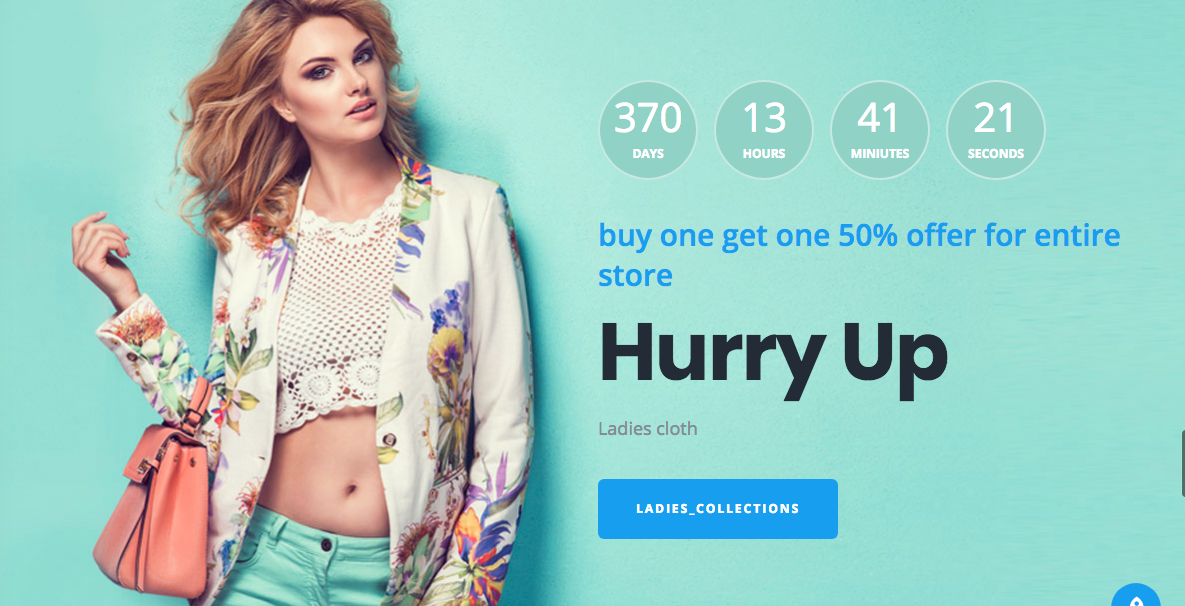 370 13 41 21
DAYS HOURS MINIUTES SECONDS
buy one get one 50% offer for entire
store
Hurry Up
Ladies cloth
LADIES_COLLECTIONS